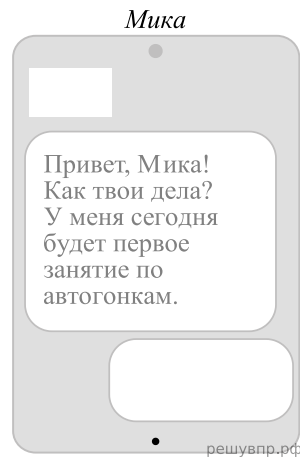 Мика
Привет, Мика!
Как твои дела?
У меня сегодня
будет первое
занятие по
автогонкам.
решувпр.рф